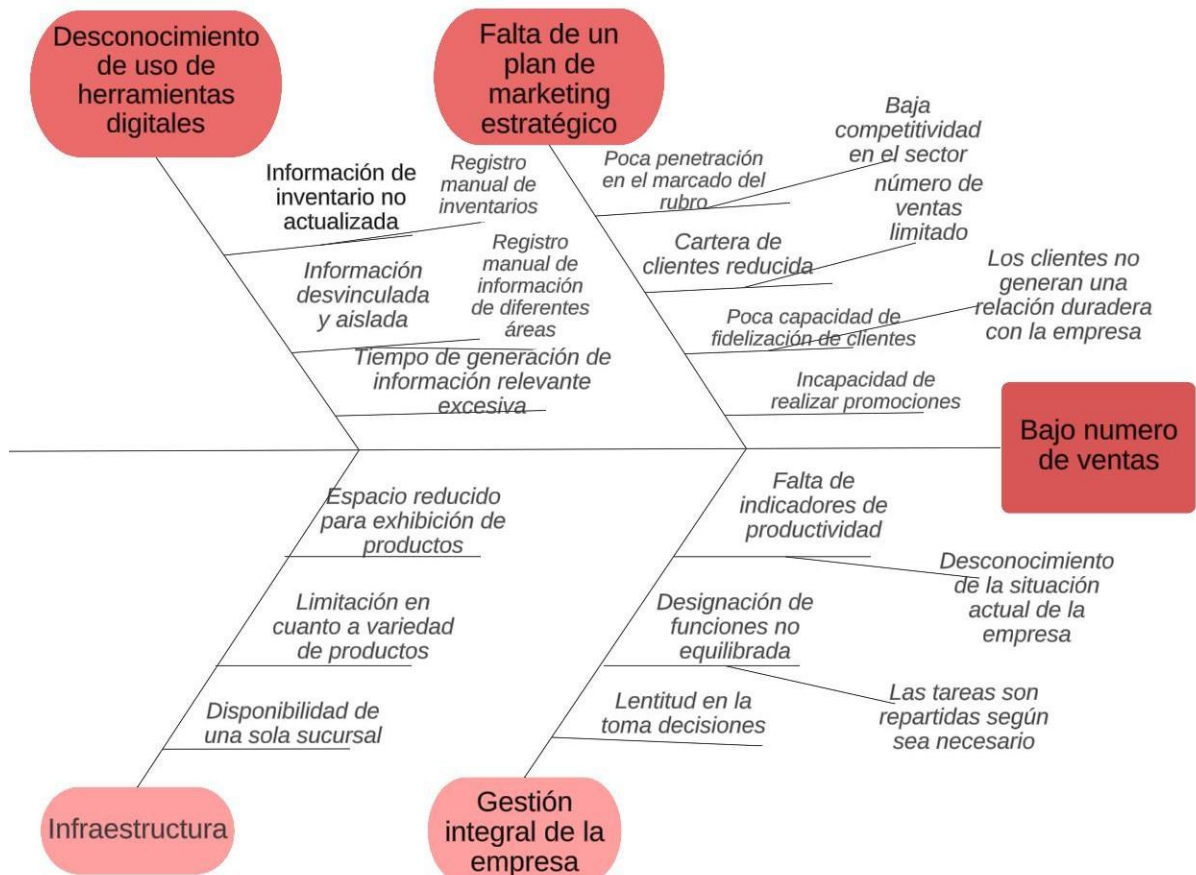 Desconocimiento
de uso de
herramientas
digitales
Información de
inventario no
actualizada
Registro
manual de
inventarios
Información
desvinculada
y aislada
Registro
manual de
información
de diferentes
áreas
Tiempo de generación de
información relevante
excesiva
Falta de un
plan de
marketing
estratégico
Poca penetración
en el marcado del
rubro
Baja
competitividad
en el sector
Cartera de
clientes reducida
número de
ventas
limitado
Poca capacidad de
fidelización de clientes
Los clientes no
generan una
relación duradera
con la empresa
Incapacidad de
realizar promociones
Bajo numero
de ventas
Espacio reducido
para exhibición de
productos
Limitación en
cuanto a variedad
de productos
Disponibilidad de
una sola sucursal
Infraestructura
Falta de
indicadores de
productividad
Desconocimiento
de la situación
actual de la
empresa
Designación de
funciones no
equilibrada
Las tareas son
repartidas según
sea necesario
Lentitud en la
toma decisiones
Gestión
integral de la
empresa